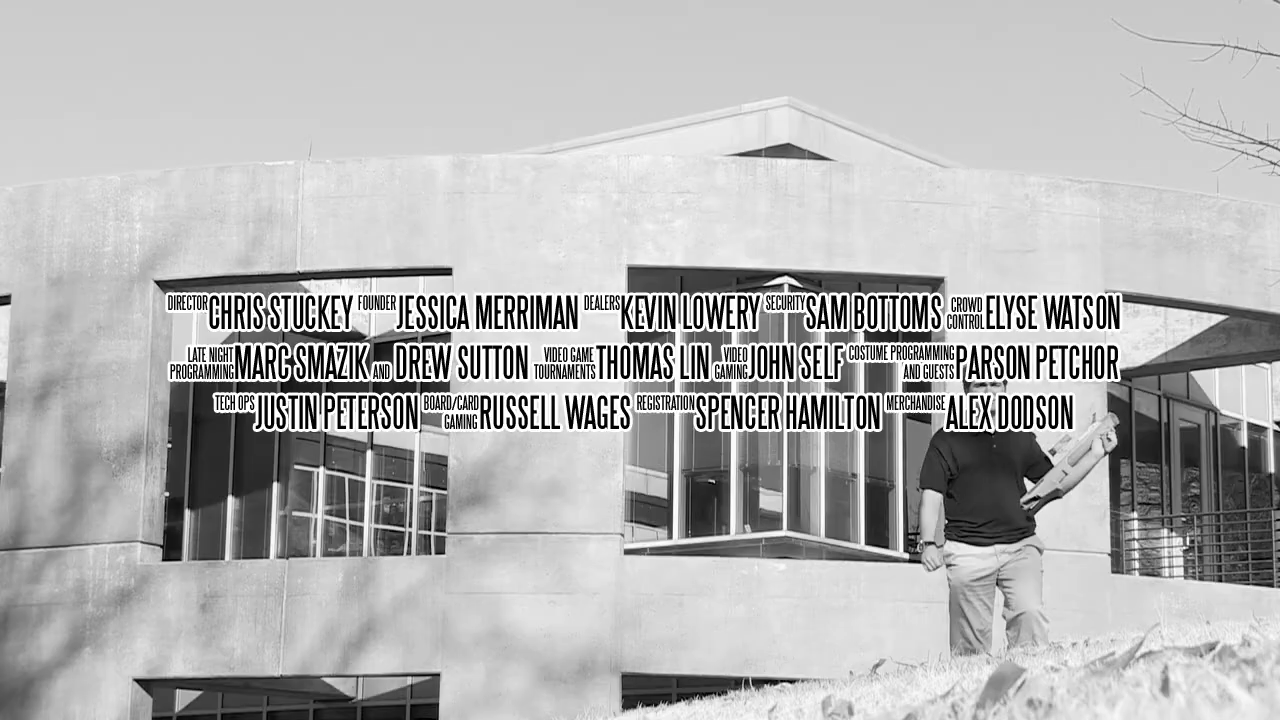 DIRECTOR CHRIS STUCKEY FOUNDER JESSICA MERRIMAN DEALERS KEVIN LOWERY SECURITY SAM BOTTOMS CROWD CONTROL ELYSE WATSON
LATE NIGHT PROGRAMMING MARC SMAZIK AND DREW SUTTON VIDEO GAME TOURNAMENTS THOMAS LIN VIDEO GAMING JOHN SELF COSTUME PROGRAMMING AND GUESTS PARSON PETCHOR
TECH OPS JUSTIN PETERSON BOARD/CARD GAMING RUSSELL WAGES REGISTRATION SPENCER HAMILTON MERCHANDISE ALEX DODSON